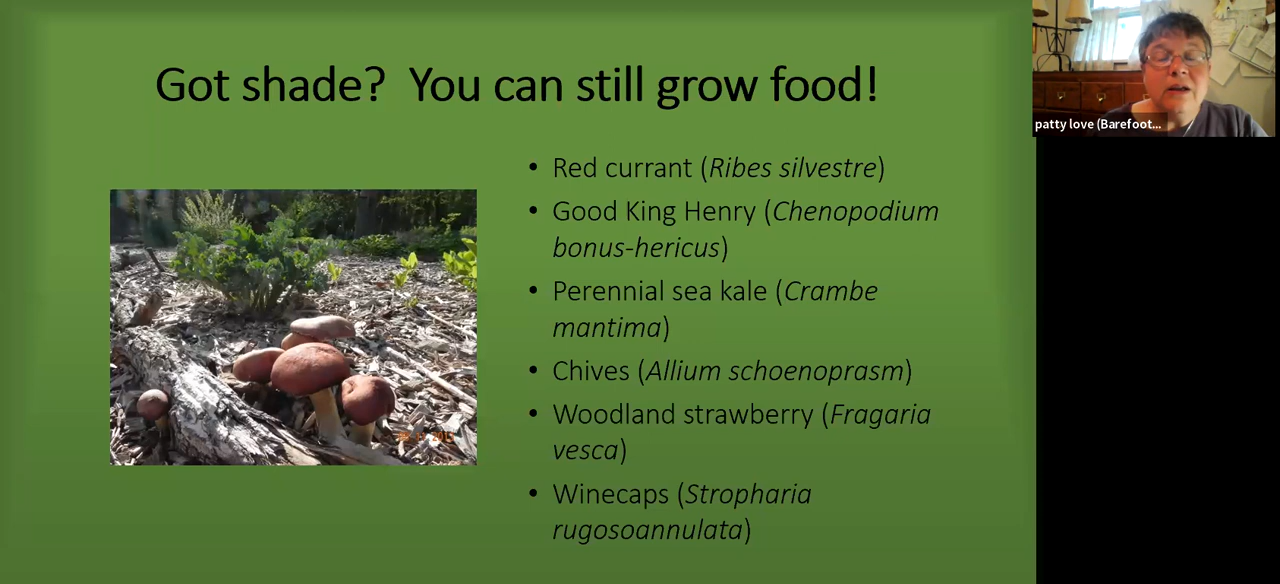 Got shade?  You can still grow food!
• Red currant (Ribes silvestre)
• Good King Henry (Chenopodium
bonus-hericus)
• Perennial sea kale (Crambe
mantima)
• Chives (Allium schoenoprasm)
• Woodland strawberry (Fragaria
vesca)
• Winecaps (Stropharia
rugosoannulata)
patty love (Barefoot...